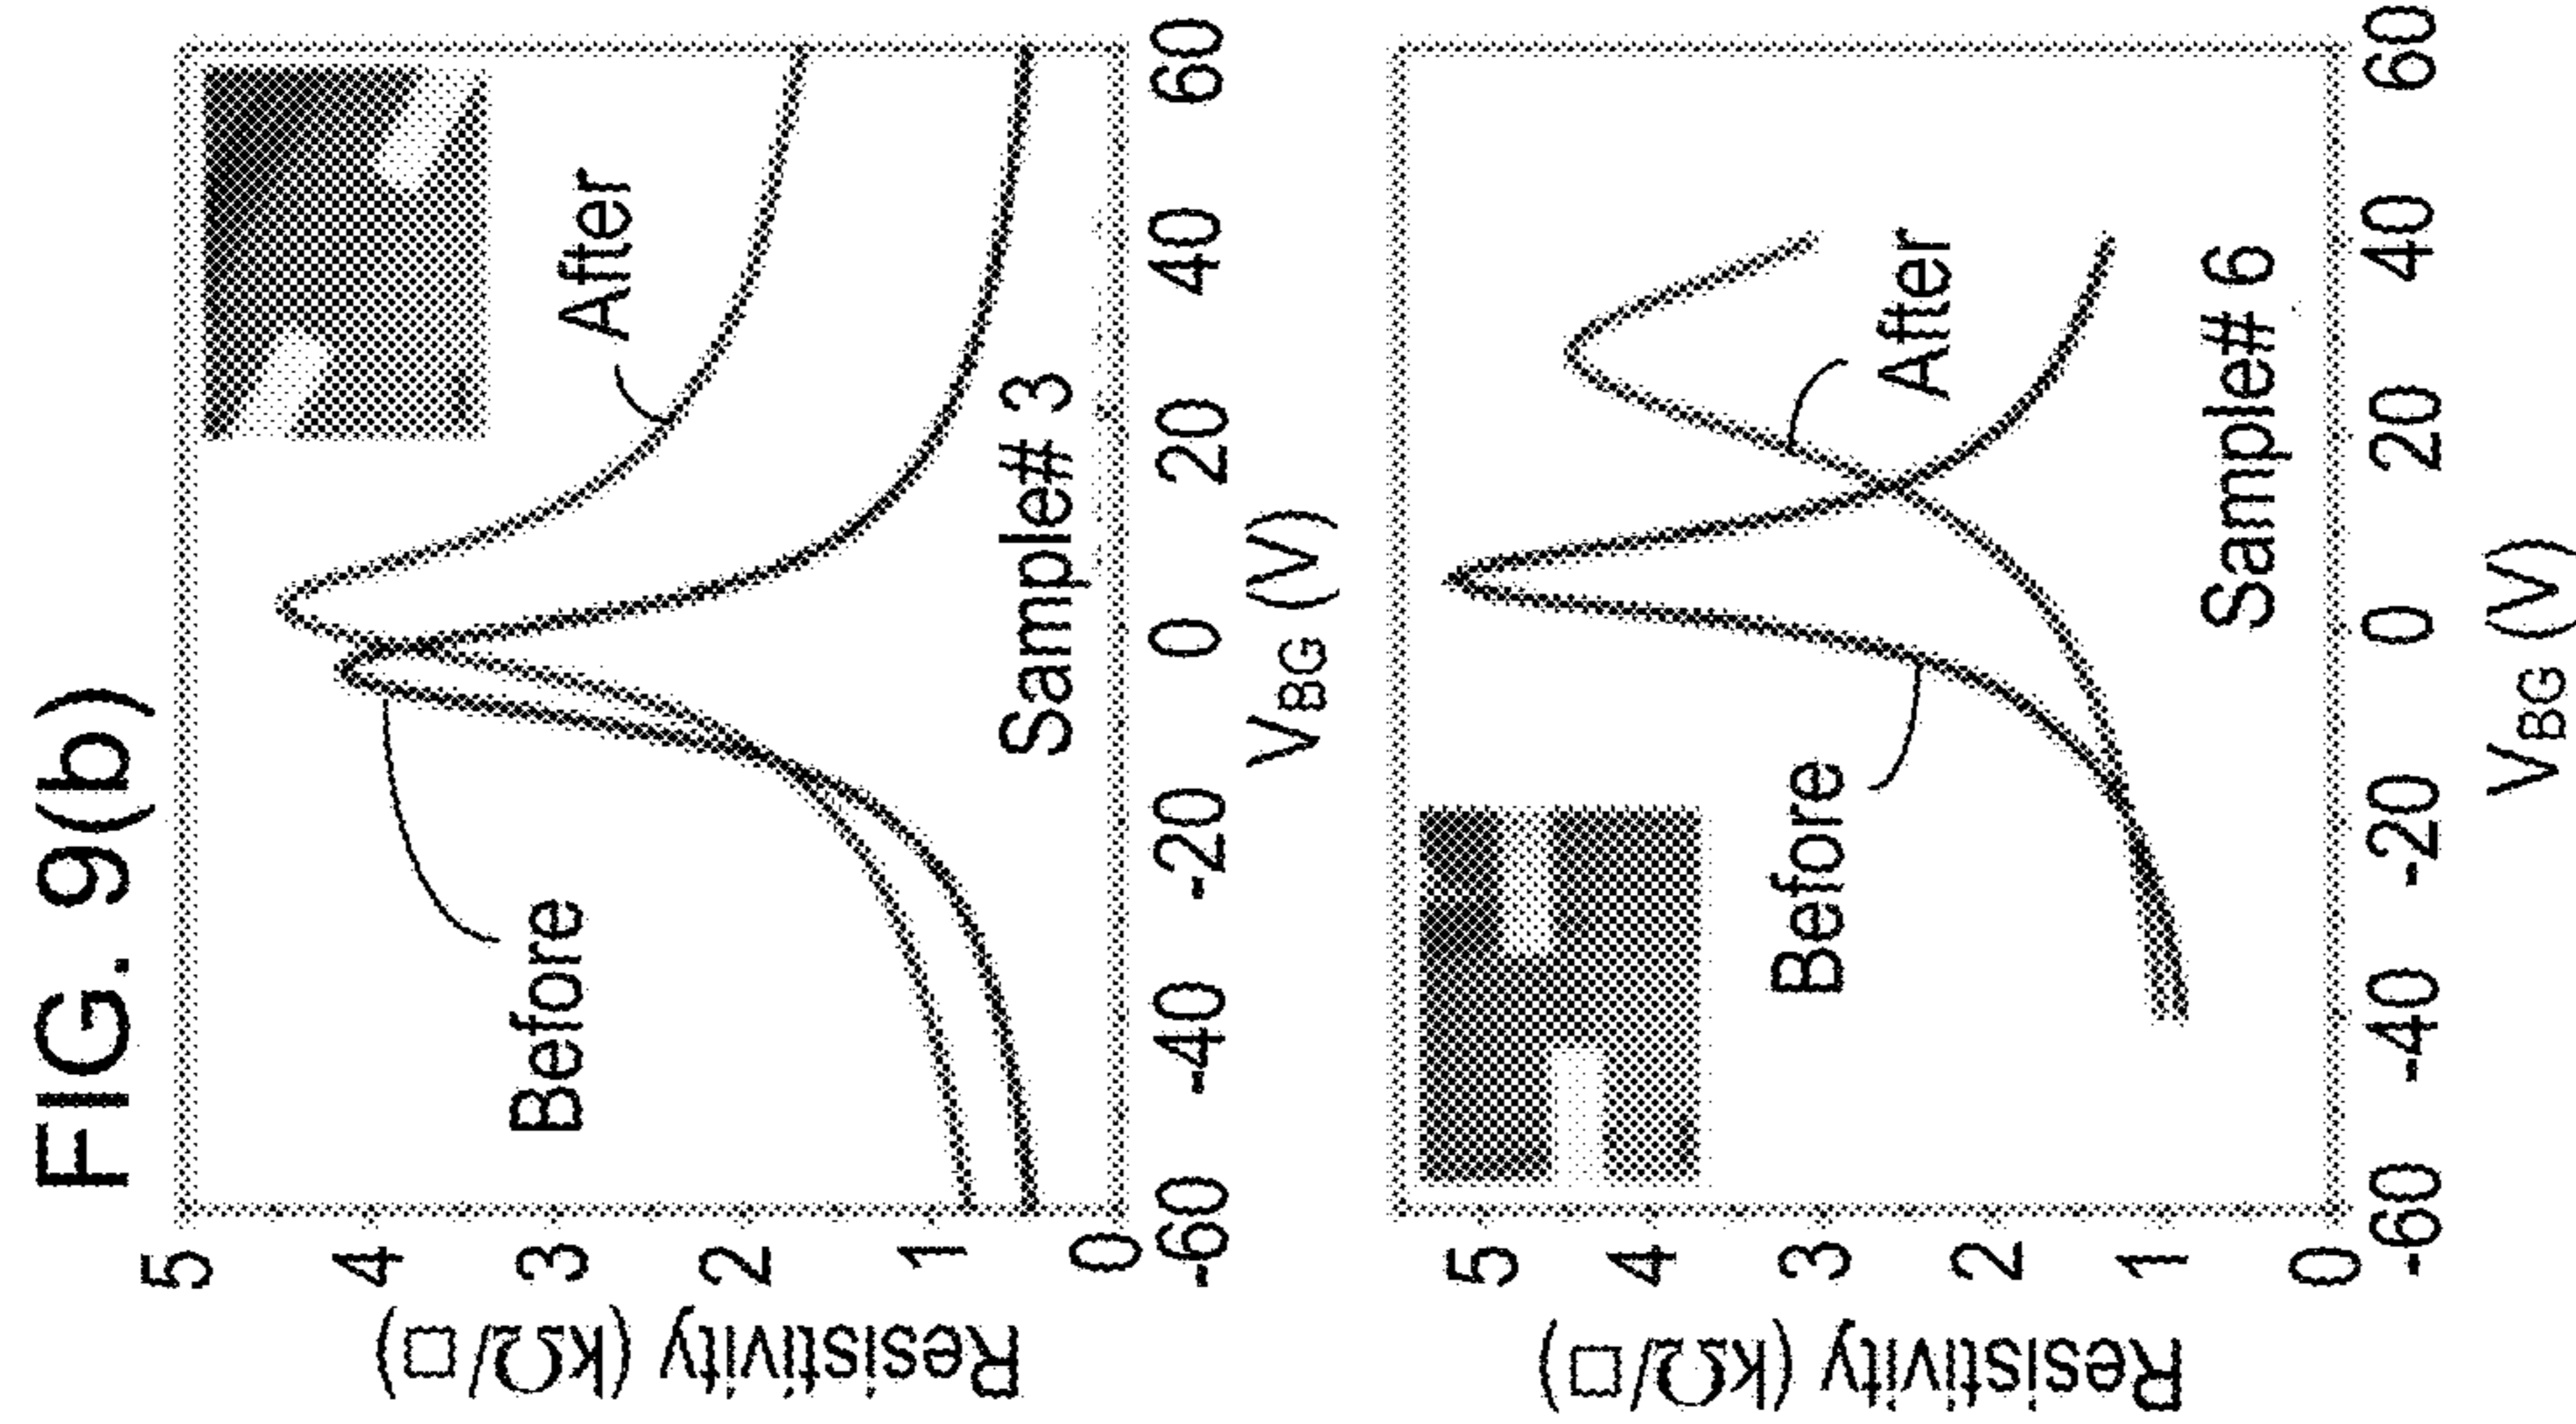 FIG. 9(b)
Resistivity (kΩ/□)
5
4
3
2
1
0
Before
After
Sample# 3
-60 -40 -20 0 20 40 60
V_BG (V)
Resistivity (kΩ/□)
5
4
3
2
1
0
Before
After
Sample# 6
-60 -40 -20 0 20 40 60
V_BG (V)